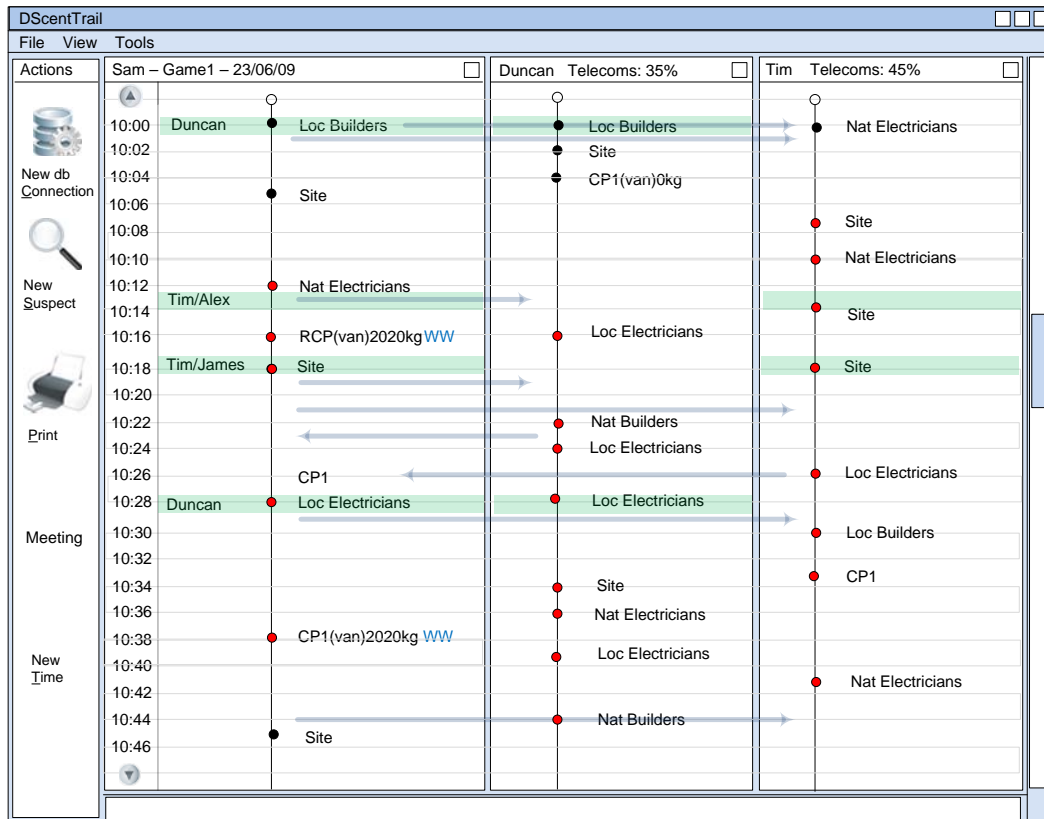 DScentTrail
File View Tools
Actions
New db
Connection
New
Suspect
Print
Meeting
New
Time
Sam – Game1 – 23/06/09
10:00 Duncan Loc Builders
10:02
10:04
10:06 Site
10:08
10:10
10:12 Nat Electricians
Tim/Alex
10:14
10:16 RCP(van)2020kg WW
10:18 Tim/James Site
10:20
10:22
10:24
10:26 CP1
10:28 Duncan Loc Electricians
10:30
10:32
10:34
10:36
10:38 CP1(van)2020kg WW
10:40
10:42
10:44
Site
10:46
Duncan Telecoms: 35%
Loc Builders
Site
CP1(van)0kg
Loc Electricians
Nat Builders
Loc Electricians
Loc Electricians
Site
Nat Electricians
Loc Electricians
Nat Builders
Tim Telecoms: 45%
Nat Electricians
Site
Nat Electricians
Site
Site
Loc Electricians
Loc Builders
CP1
Nat Electricians